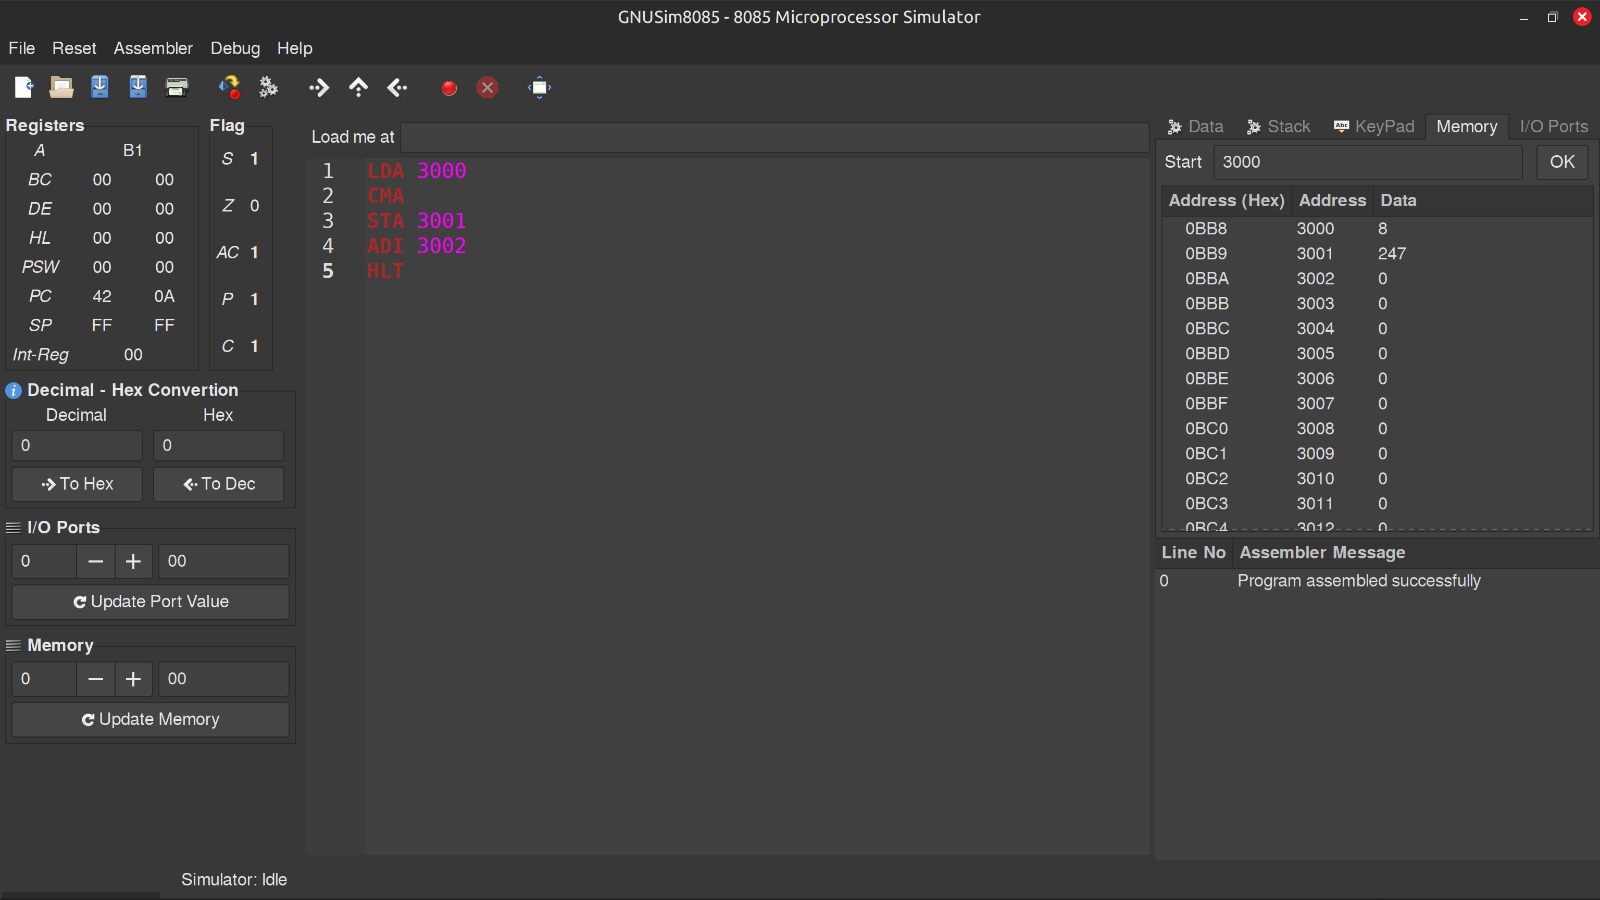 GNUSim8085 - 8085 Microprocessor Simulator
File Reset Assembler Debug Help
Registers
A B1
BC 00 00
DE 00 00
HL 00 00
PSW 00 00
PC 42 0A
SP FF FF
Int-Reg 00
Flag
S 1
Z 0
AC 1
P 1
C 1
Decimal - Hex Convertion
Decimal Hex
0 0
To Hex To Dec
I/O Ports
0 − + 00
Update Port Value
Memory
0 − + 00
Update Memory
Simulator: Idle
Load me at
1 LDA 3000
2 CMA
3 STA 3001
4 ADI 3002
5 HLT
Data Stack Abc KeyPad Memory I/O Ports
Start 3000 OK
Address (Hex) Address Data
0BB8 3000 8
0BB9 3001 247
0BBA 3002 0
0BBB 3003 0
0BBC 3004 0
0BBD 3005 0
0BBE 3006 0
0BBF 3007 0
0BC0 3008 0
0BC1 3009 0
0BC2 3010 0
0BC3 3011 0
0BC4 3012 0
Line No Assembler Message
0 Program assembled successfully